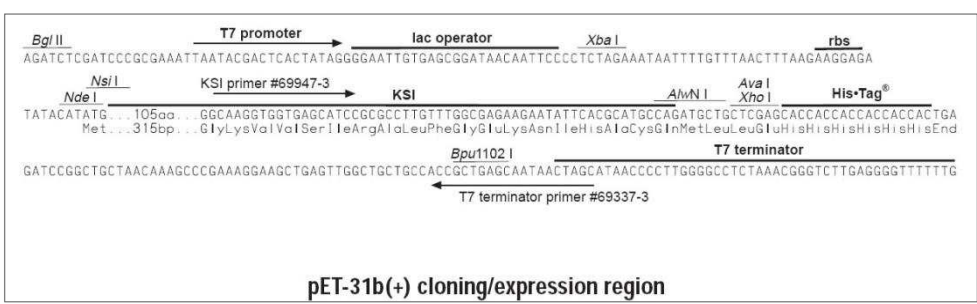 Bgl II T7 promoter lac operator Xba I rbs
AGATCTCGATCCCGCGAAATTAATACGACTCACTATAGGGGAATTGTGAGCGGATAACAATTCCCCTCTAGAAATAATTTTGTTTAACTTTAAGAAGGAGA
Nsi I KSI primer #69947-3 Ava I
Nde I KSI AlwN I Xho I His•Tag®
TATACATATG...105aa...GGCAAGGTGGTGAGCATCCGCGCCTTGTTTGGCGAGAAGAATATTCACGCATGCCAGATGCTGCTCGAGCACCACCACCACCACCACTGA
Met...315bp...GlyLysValValSerIleArgAlaLeuPheGlyGluLysAsnIleHisAlaCysGlnMetLeuLeuGluHisHisHisHisHisHisEnd
Bpu1102 I T7 terminator
GATCCGGCTGCTAACAAAGCCCGAAAGGAAGCTGAGTTGGCTGCTGCCACCGCTGAGCAATAACTAGCATAACCCCTTGGGGCCTCTAAACGGGTCTTGAGGGGTTTTTTG
T7 terminator primer #69337-3
pET-31b(+) cloning/expression region